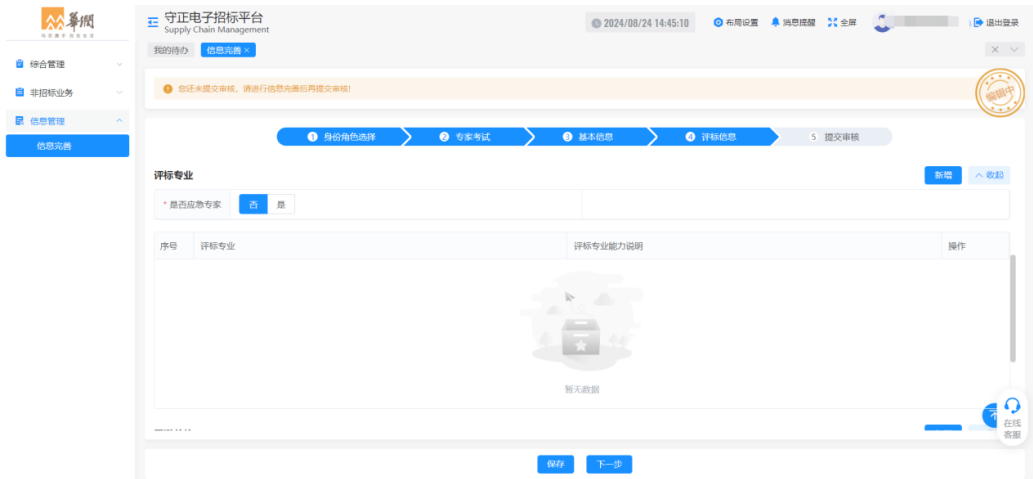 華潤
守正电子招标平台
Supply Chain Management
2024/08/24 14:45:10
布局设置
消息提醒
全屏
退出登录
我的待办
信息完善
综合管理
非招标业务
信息管理
信息完善
您还未提交审核，请进行信息完善后再提交审核!
编辑中
1 身份角色选择
2 专家考试
3 基本信息
4 评标信息
5 提交审核
评标专业
新增
收起
* 是否应急专家
否
是
序号
评标专业
评标专业能力说明
操作
暂无数据
在线
客服
保存
下一步